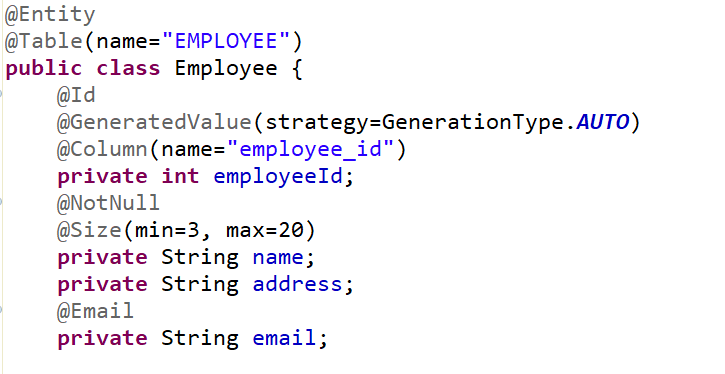 @Entity
@Table(name="EMPLOYEE")
public class Employee {
@Id
@GeneratedValue(strategy=GenerationType.AUTO)
@Column(name="employee_id")
private int employeeId;
@NotNull
@Size(min=3, max=20)
private String name;
private String address;
@Email
private String email;